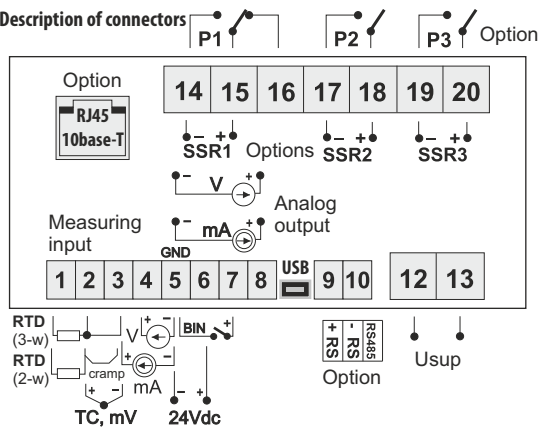 Description of connectors
P1 P2 P3 Option
Option
RJ45
10base-T
14 15 16 17 18 19 20
- + - + - +
SSR1 Options SSR2 SSR3
- V +
Analog
output
- mA +
Measuring
input
GND
USB
1 2 3 4 5 6 7 8 9 10 12 13
RTD
(3-w)
V + - BIN +
RTD
(2-w)
cramp
+ - mA
+ -
TC, mV
- +
24Vdc
+ RS
- RS
RS485
Option
Usup